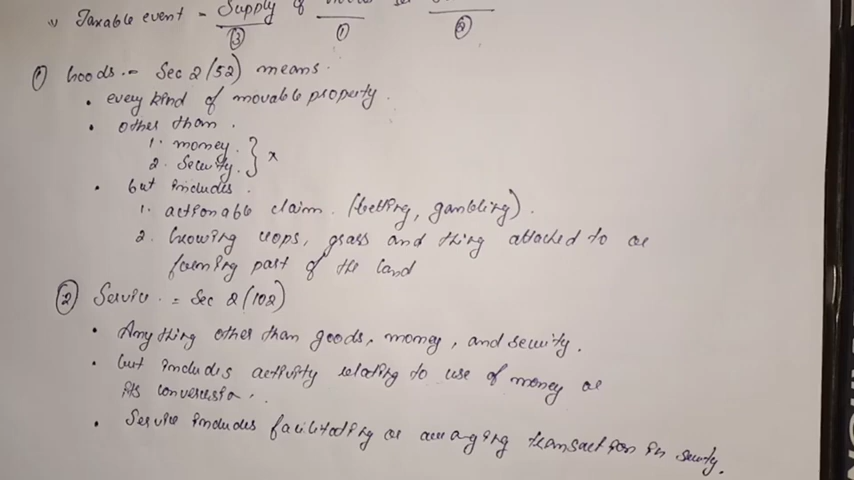 Taxable event = Supply of
③ ① ②
① Goods = Sec 2(52) means.
• every kind of movable property.
• other than.
1. money. } ×
2. Security.
• but includes.
1. actionable claim. (betting, gambling).
2. Growing crops, grass and thing attached to or
forming part of the land
② Service. = Sec 2(102)
• Anything other than goods, money, and security.
• but includes activity relating to use of money or
its conversion.
• Service includes facilitating or arranging transaction in security.